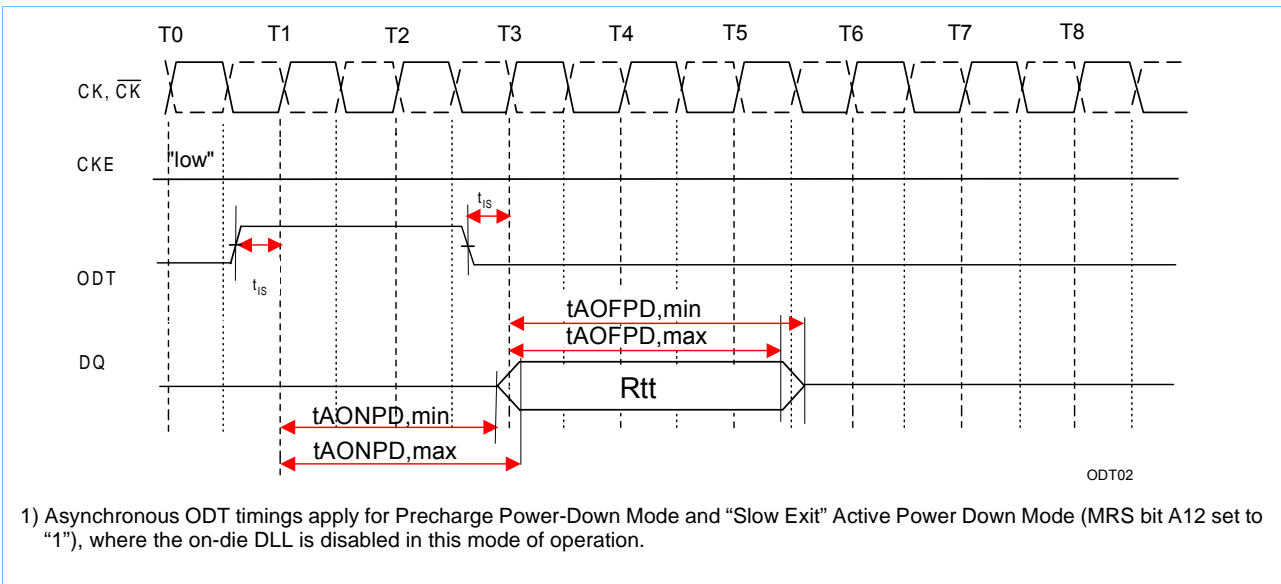 T0 T1 T2 T3 T4 T5 T6 T7 T8
CK, CK
CKE "low"
tIS
ODT
tIS
tAOFPD,min
tAOFPD,max
DQ
Rtt
tAONPD,min
tAONPD,max
ODT02
1) Asynchronous ODT timings apply for Precharge Power-Down Mode and “Slow Exit” Active Power Down Mode (MRS bit A12 set to
“1”), where the on-die DLL is disabled in this mode of operation.